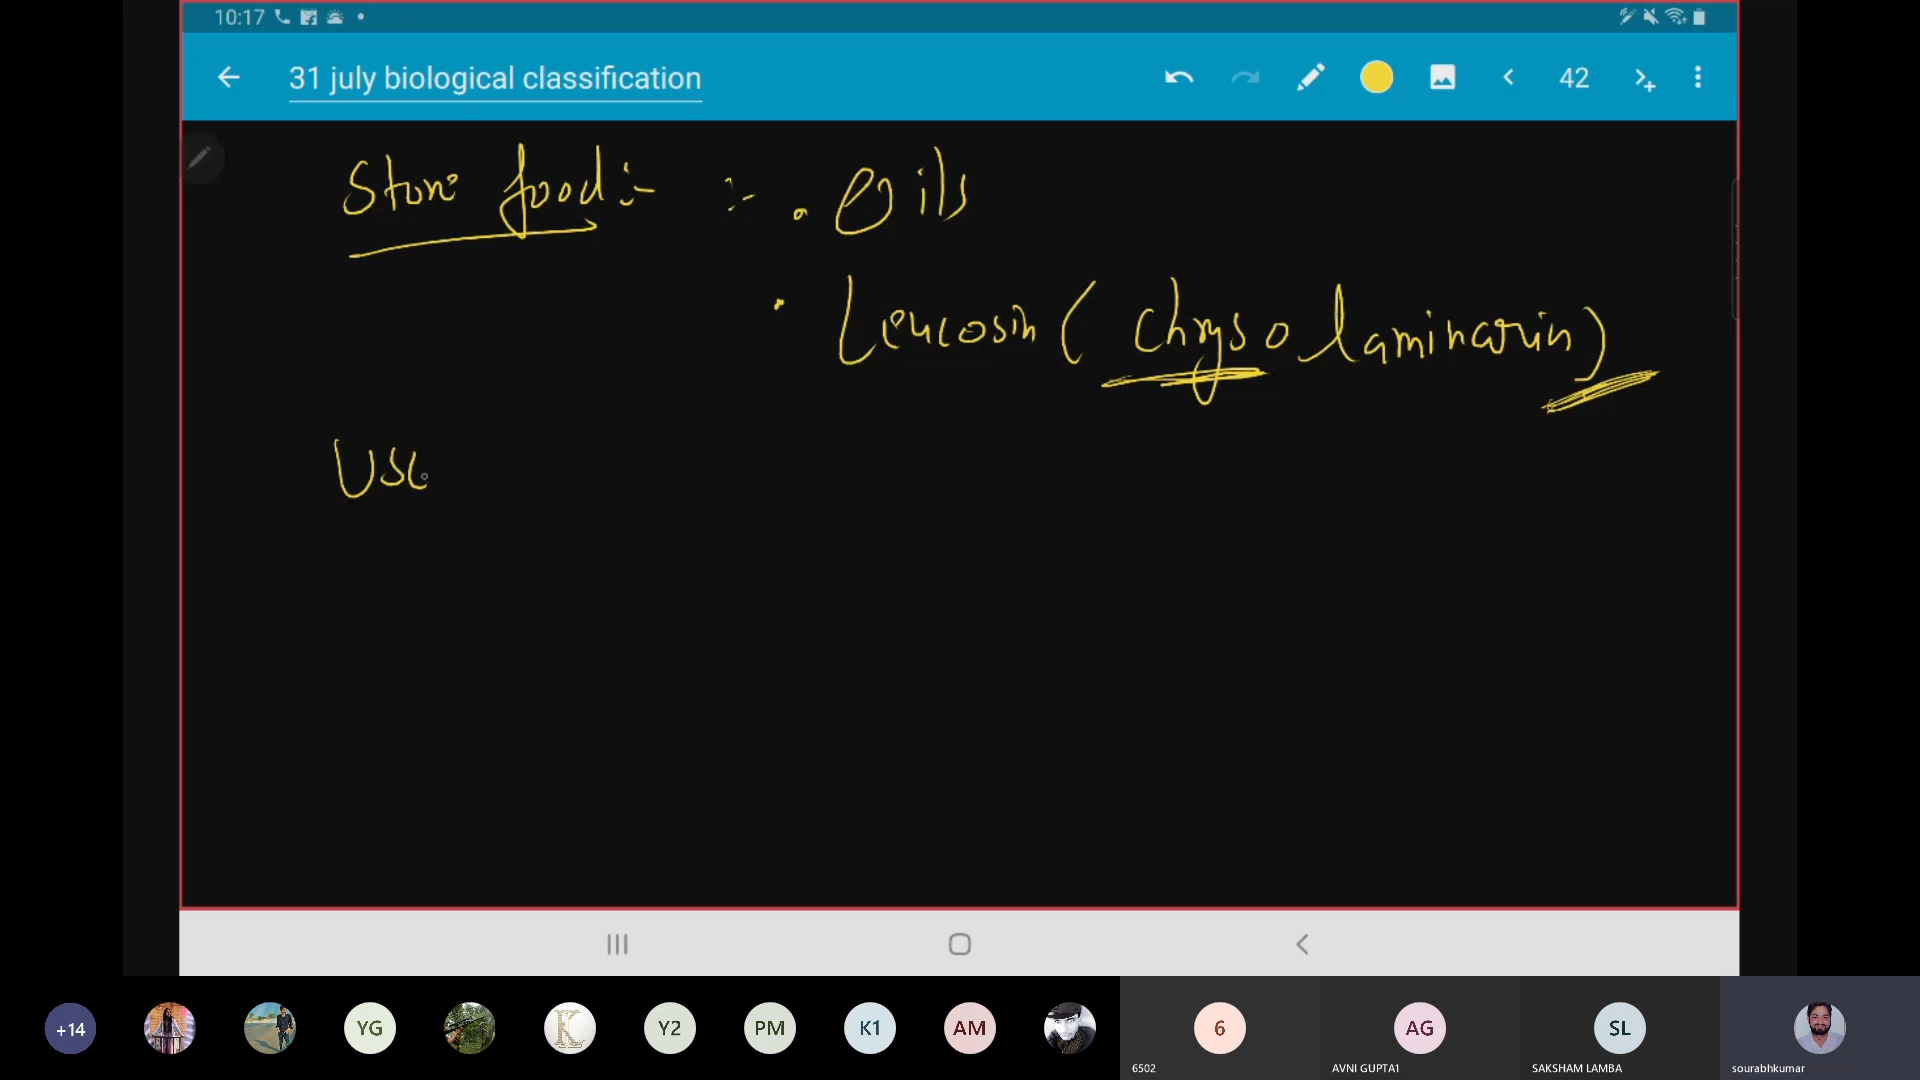 10:17
31 july biological classification
42
Store food :- :- . Oils
. Leucosin ( chryso laminarin )
Use
+14
YG
K
Y2
PM
K1
AM
6
AG
SL
6502
AVNI GUPTA1
SAKSHAM LAMBA
sourabhkumar